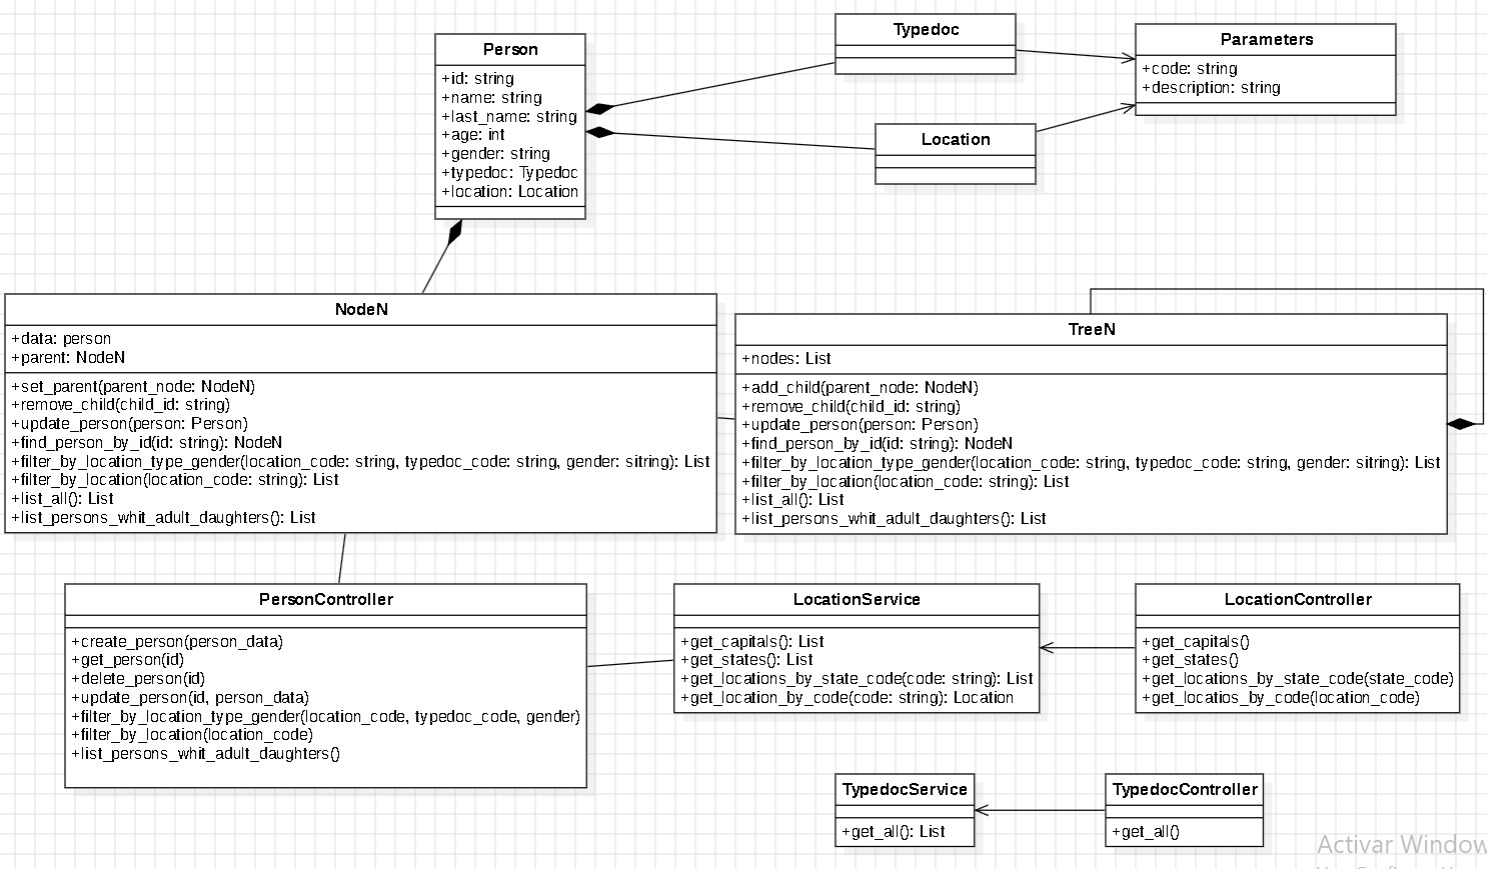 Person
+id: string
+name: string
+last_name: string
+age: int
+gender: string
+typedoc: Typedoc
+location: Location
Typedoc
Location
Parameters
+code: string
+description: string
NodeN
+data: person
+parent: NodeN
+set_parent(parent_node: NodeN)
+remove_child(child_id: string)
+update_person(person: Person)
+find_person_by_id(id: string): NodeN
+filter_by_location_type_gender(location_code: string, typedoc_code: string, gender: sitring): List
+filter_by_location(location_code: string): List
+list_all(): List
+list_persons_whit_adult_daughters(): List
TreeN
+nodes: List
+add_child(parent_node: NodeN)
+remove_child(child_id: string)
+update_person(person: Person)
+find_person_by_id(id: string): NodeN
+filter_by_location_type_gender(location_code: string, typedoc_code: string, gender: sitring): List
+filter_by_location(location_code: string): List
+list_all(): List
+list_persons_whit_adult_daughters(): List
PersonController
+create_person(person_data)
+get_person(id)
+delete_person(id)
+update_person(id, person_data)
+filter_by_location_type_gender(location_code, typedoc_code, gender)
+filter_by_location(location_code)
+list_persons_whit_adult_daughters()
LocationService
+get_capitals(): List
+get_states(): List
+get_locations_by_state_code(code: string): List
+get_location_by_code(code: string): Location
LocationController
+get_capitals()
+get_states()
+get_locations_by_state_code(state_code)
+get_locatios_by_code(location_code)
TypedocService
+get_all(): List
TypedocController
+get_all()
Activar Window